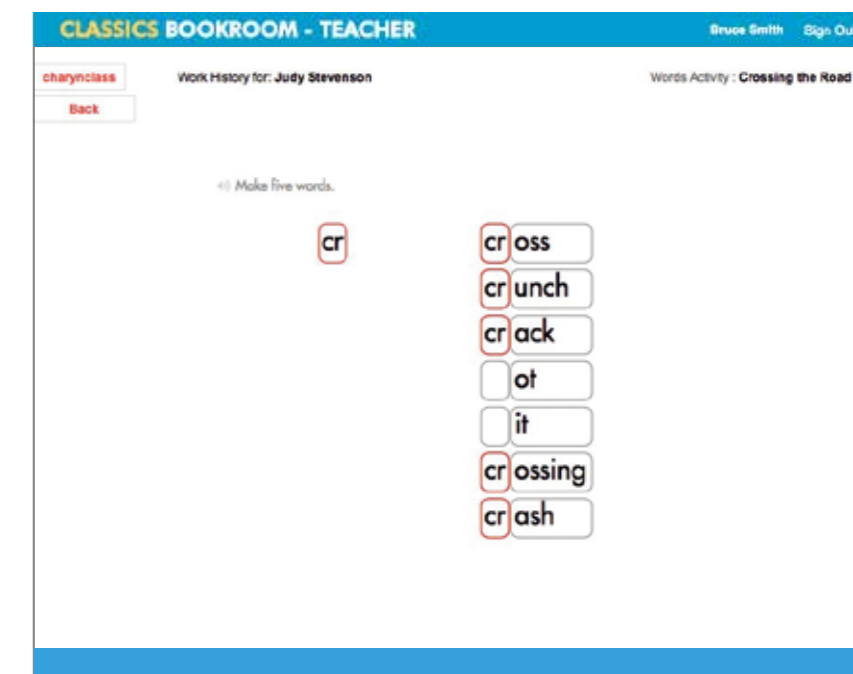 CLASSICS BOOKROOM - TEACHER Bruce Smith Sign Ou
charynclass Work History for: Judy Stevenson Words Activity : Crossing the Road
Back
Make five words.
cr cr oss
cr unch
cr ack
ot
it
cr ossing
cr ash